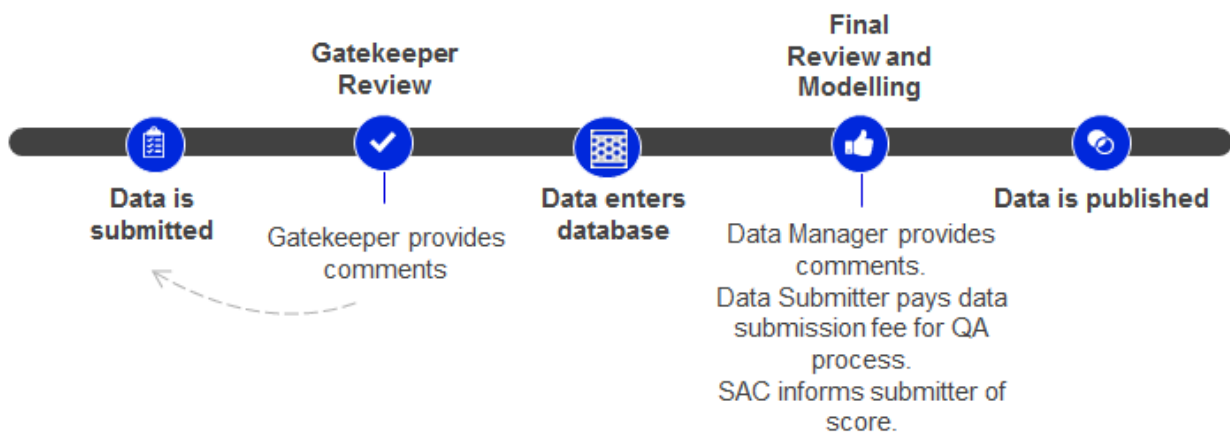 Data is
submitted
Gatekeeper
Review
Gatekeeper provides
comments
Data enters
database
Final
Review and
Modelling
Data Manager provides
comments.
Data Submitter pays data
submission fee for QA
process.
SAC informs submitter of
score.
Data is published